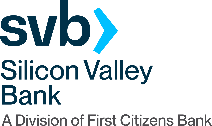 svb
Silicon Valley
Bank
A Division of First Citizens Bank